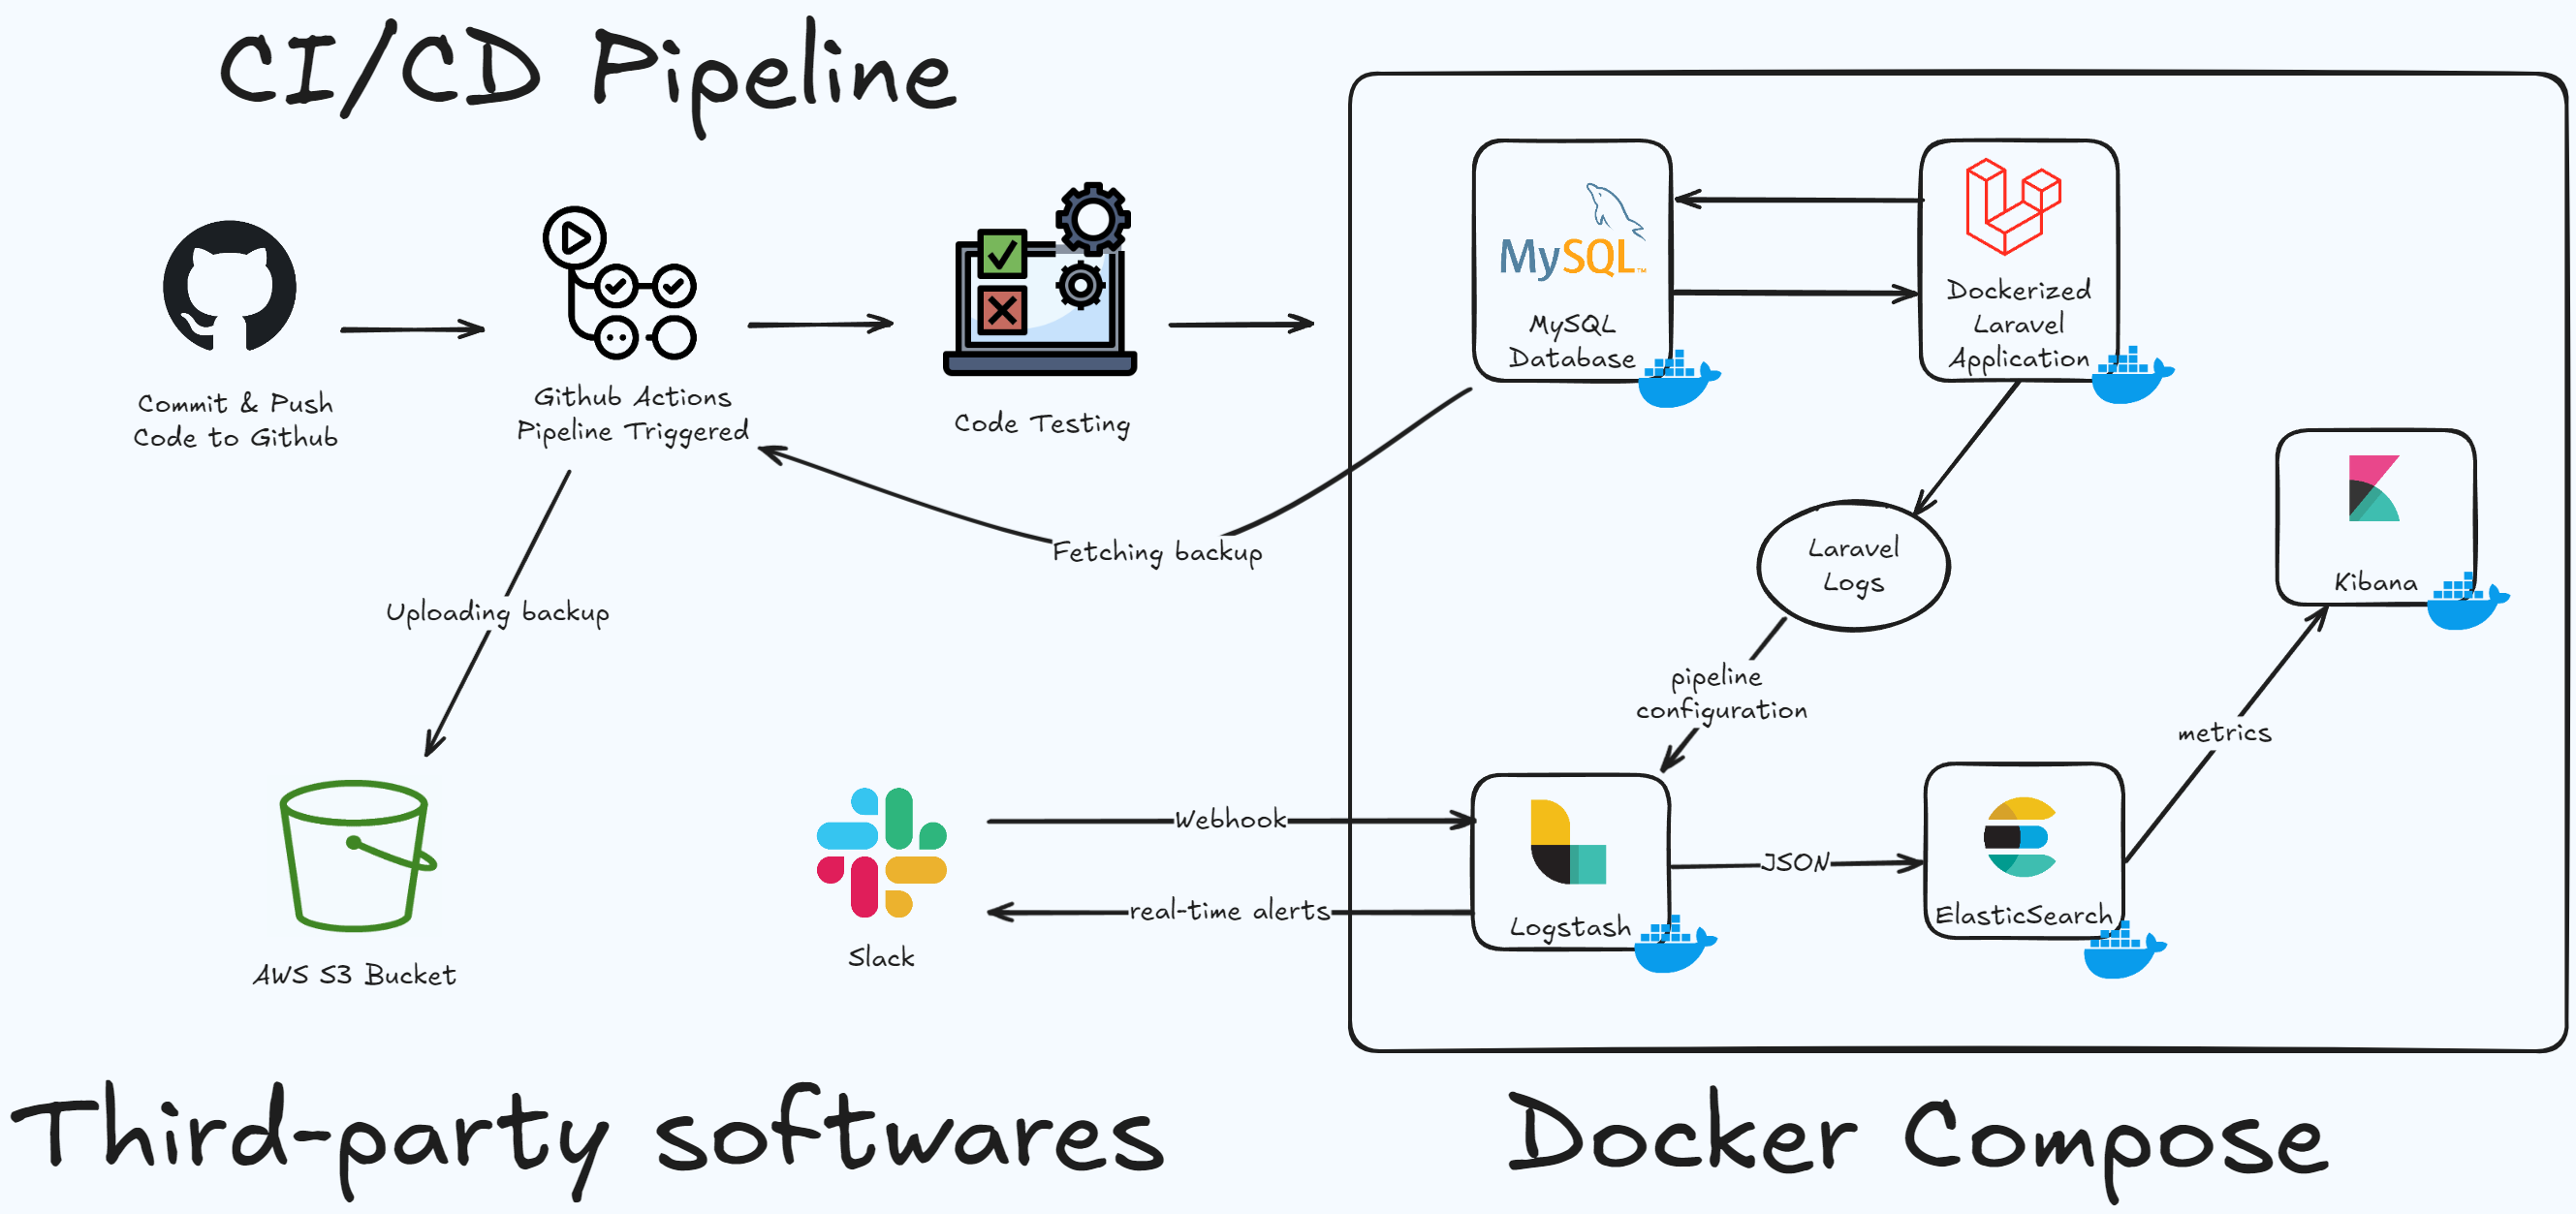 CI/CD Pipeline
Commit & Push
Code to Github
Github Actions
Pipeline Triggered
Code Testing
MySQL™
MySQL
Database
Dockerized
Laravel
Application
Fetching backup
Uploading backup
Laravel
Logs
Kibana
pipeline
configuration
metrics
Webhook
JSON
real-time alerts
Logstash
ElasticSearch
Slack
AWS S3 Bucket
Third-party softwares
Docker Compose